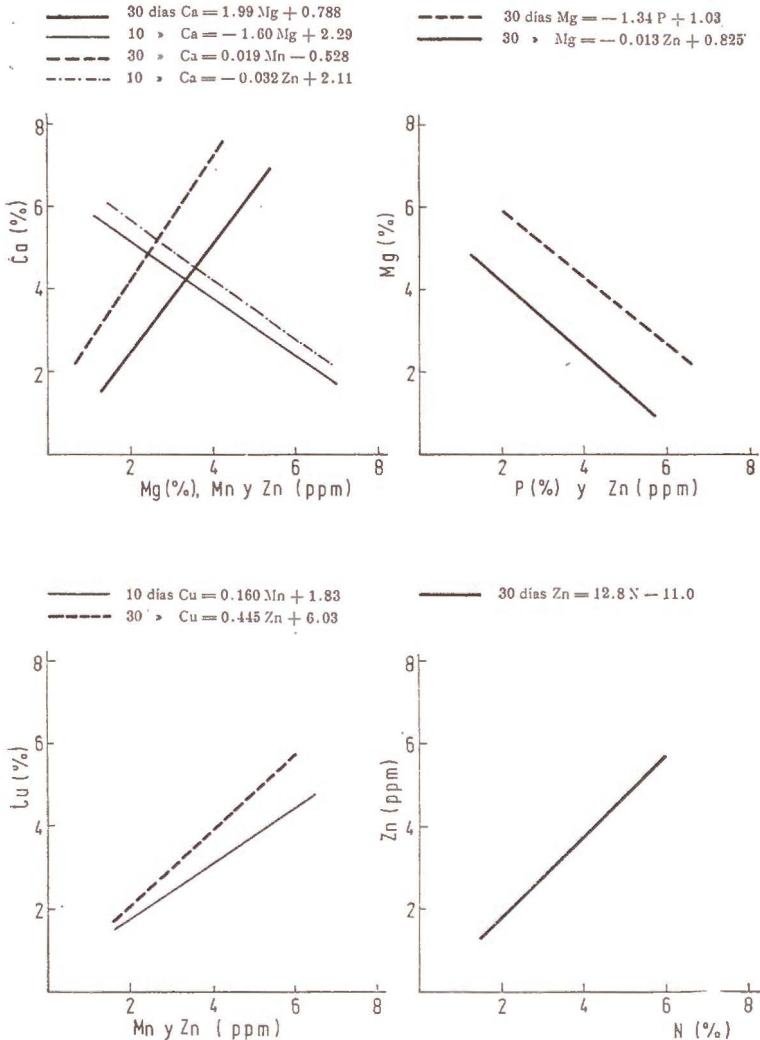 30 días Ca = 1.99 Mg + 0.788
10 » Ca = − 1.60 Mg + 2.29
30 » Ca = 0.019 Mn − 0.528
10 » Ca = − 0.032 Zn + 2.11
8
6
4
2
Ca (%)
2 4 6 8
Mg (%), Mn y Zn (ppm)
30 días Mg = − 1.34 P + 1.03
30 » Mg = − 0.013 Zn + 0.825
8
6
4
2
Mg (%)
2 4 6 8
P (%) y Zn (ppm)
10 días Cu = 0.160 Mn + 1.83
30 » Cu = 0.445 Zn + 6.03
8
6
4
2
Cu (%)
2 4 6 8
Mn y Zn (ppm)
30 días Zn = 12.8 N − 11.0
8
6
4
2
Zn (ppm)
2 4 6 8
N (%)